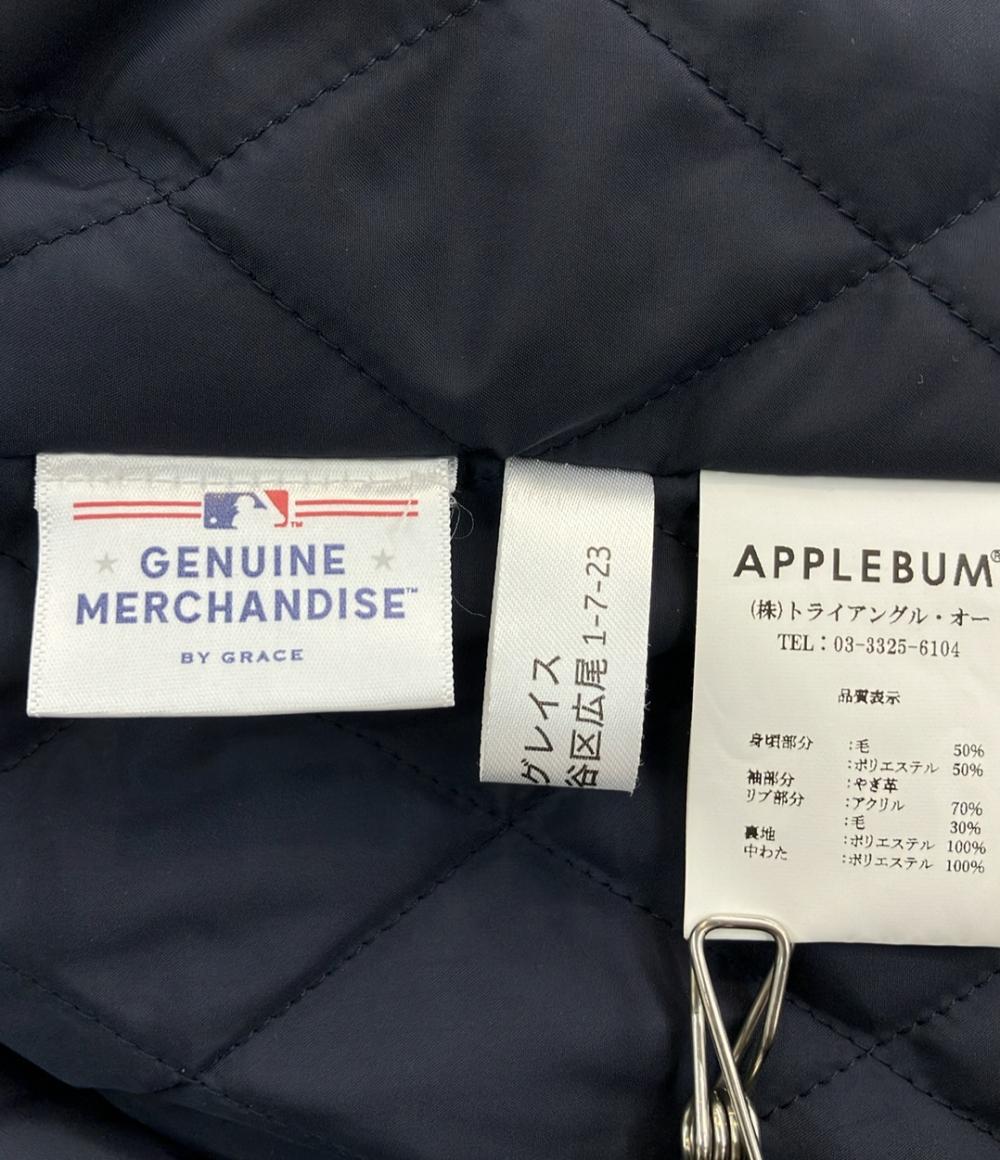 GENUINE
MERCHANDISE™
BY GRACE
グレイス
谷区広尾 1-7-23
APPLEBUM®
(株)トライアングル・オー
TEL：03-3325-6104
品質表示
身頃部分 :毛 50%
:ポリエステル 50%
袖部分 :やぎ革
リブ部分 :アクリル 70%
:毛 30%
裏地 :ポリエステル 100%
中わた :ポリエステル 100%